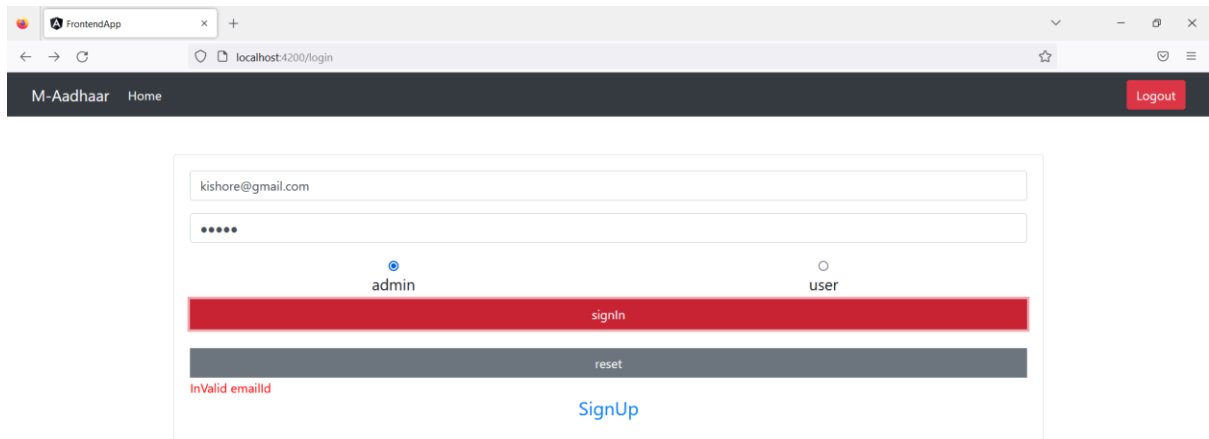 FrontendApp
localhost:4200/login
M-Aadhaar Home Logout
kishore@gmail.com
admin user
signIn
reset
InValid emailId
SignUp